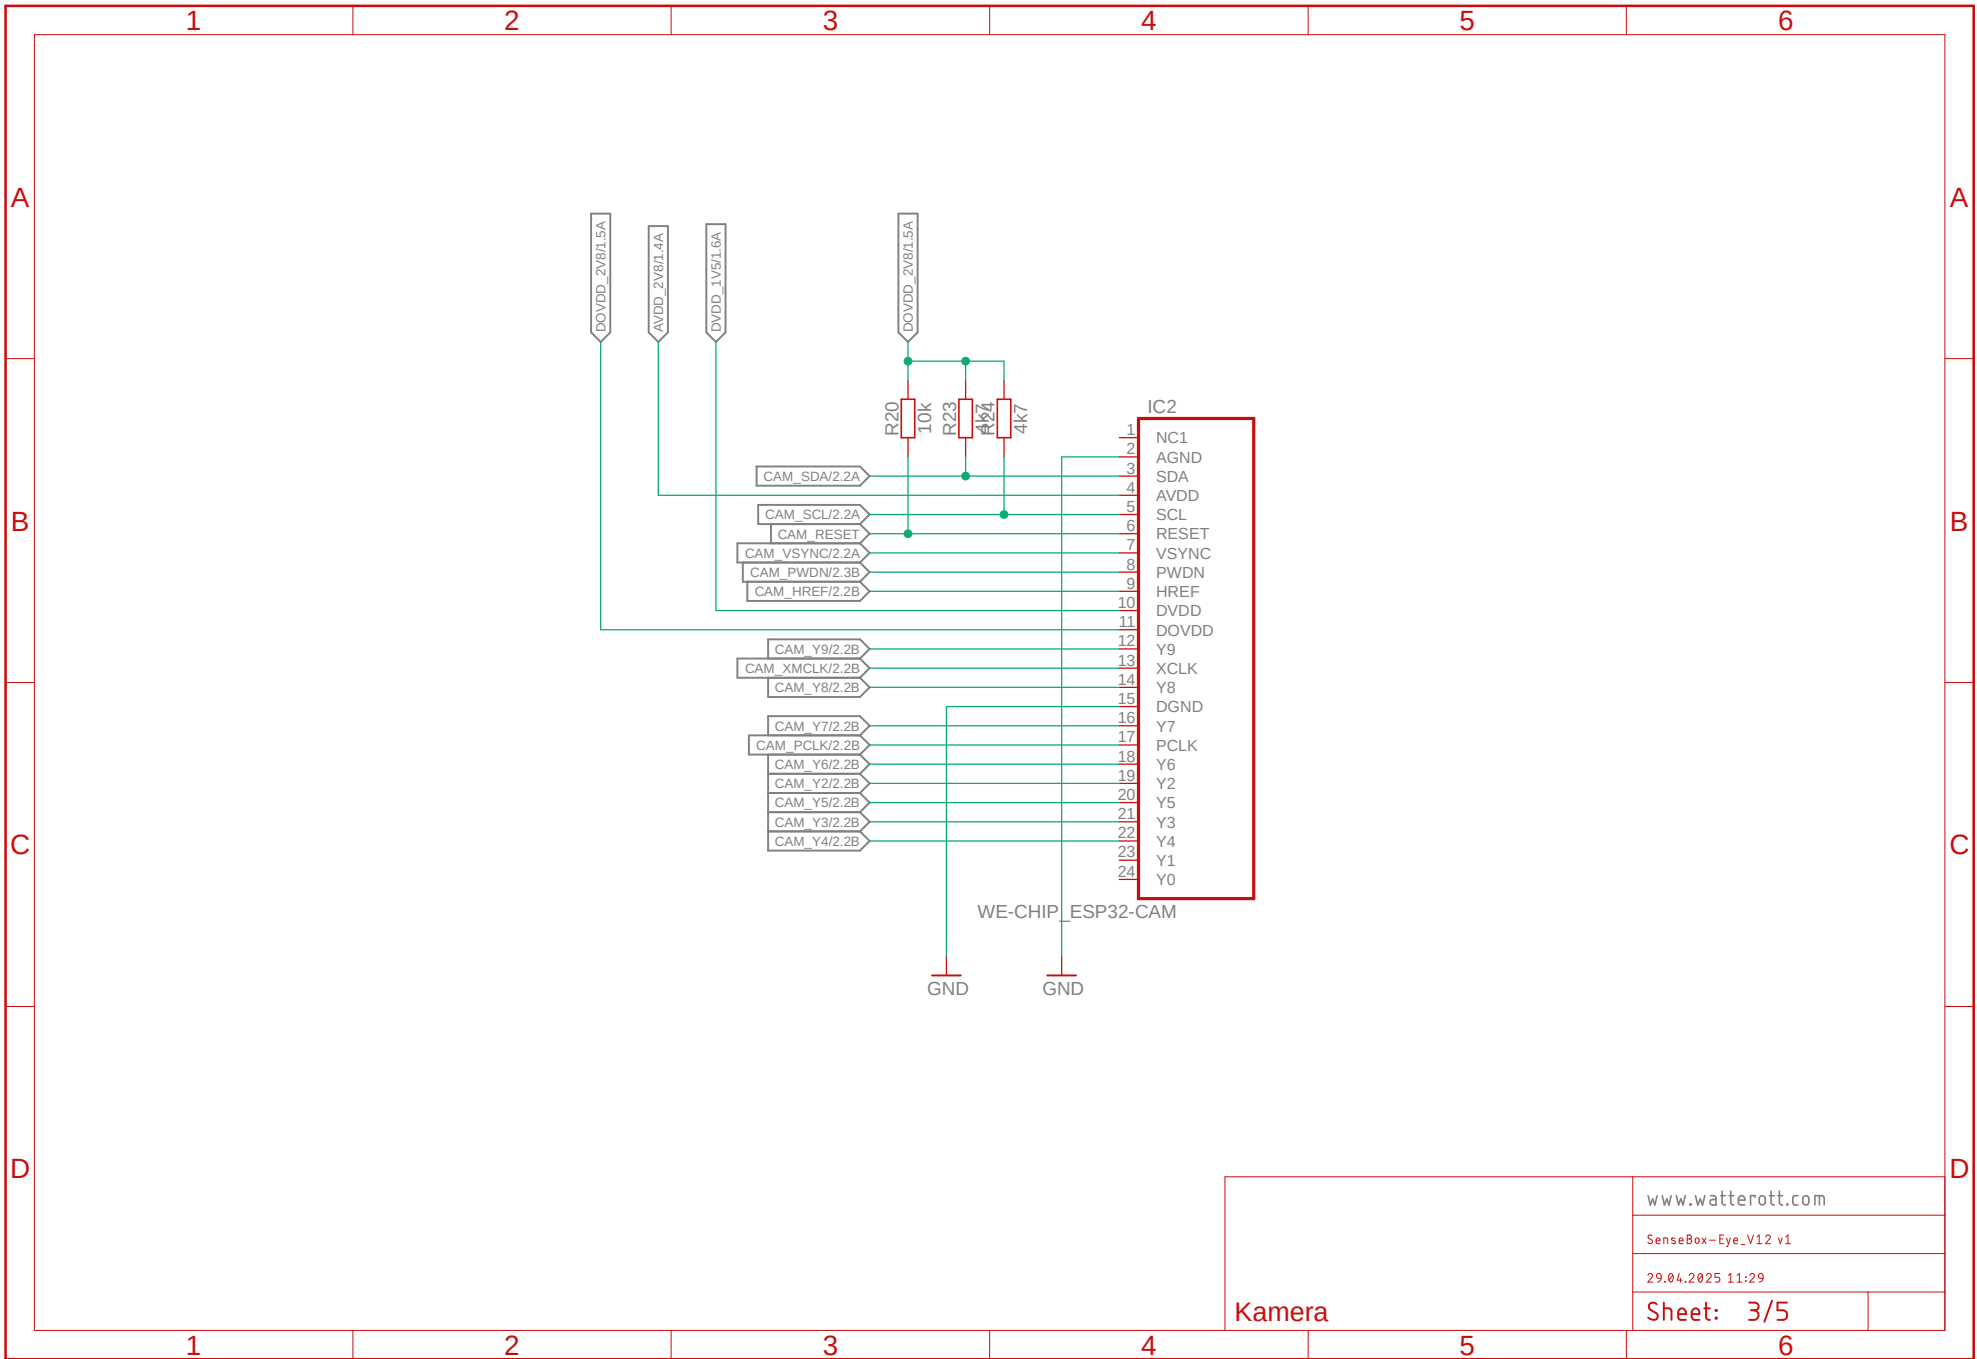 1 2 3 4 5 6
A A
DOVDD_2V8/1.5A
AVDD_2V8/1.4A
DVDD_1V5/1.6A
DOVDD_2V8/1.5A
R20 10k
R23 4k7
R24 4k7
IC2
1 NC1
2 AGND
CAM_SDA/2.2A 3 SDA
4 AVDD
B B
CAM_SCL/2.2A 5 SCL
CAM_RESET 6 RESET
CAM_VSYNC/2.2A 7 VSYNC
CAM_PWDN/2.3B 8 PWDN
CAM_HREF/2.2B 9 HREF
10 DVDD
11 DOVDD
CAM_Y9/2.2B 12 Y9
CAM_XMCLK/2.2B 13 XCLK
CAM_Y8/2.2B 14 Y8
15 DGND
CAM_Y7/2.2B 16 Y7
CAM_PCLK/2.2B 17 PCLK
CAM_Y6/2.2B 18 Y6
CAM_Y2/2.2B 19 Y2
CAM_Y5/2.2B 20 Y5
CAM_Y3/2.2B 21 Y3
CAM_Y4/2.2B 22 Y4
C C
23 Y1
24 Y0
WE-CHIP_ESP32-CAM
GND GND
D D
www.watterott.com
SenseBox-Eye_V12 v1
29.04.2025 11:29
Kamera
Sheet: 3/5
1 2 3 4 5 6